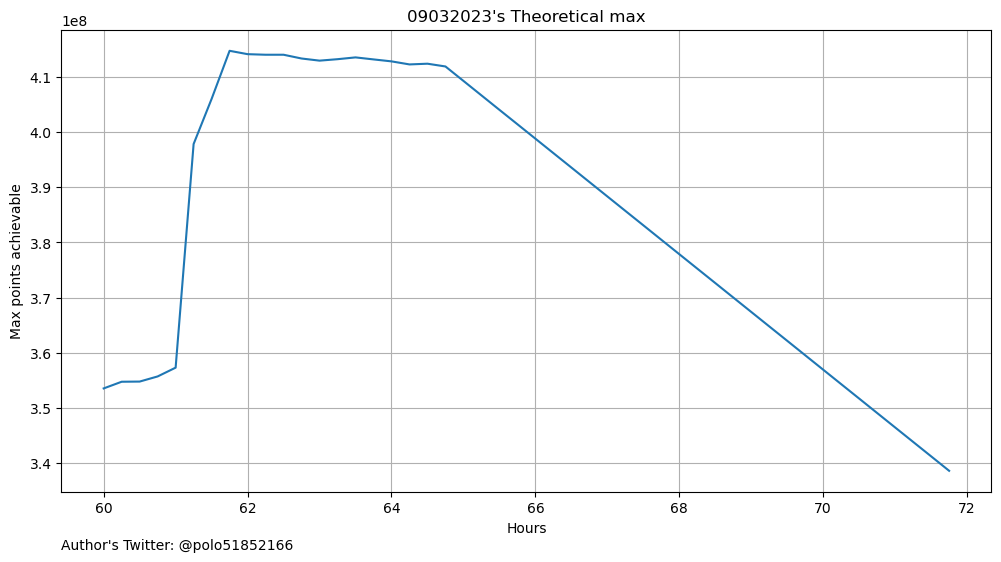 09032023's Theoretical max
1e8
4.1
4.0
3.9
3.8
3.7
3.6
3.5
3.4
Max points achievable
60 62 64 66 68 70 72
Hours
Author's Twitter: @polo51852166